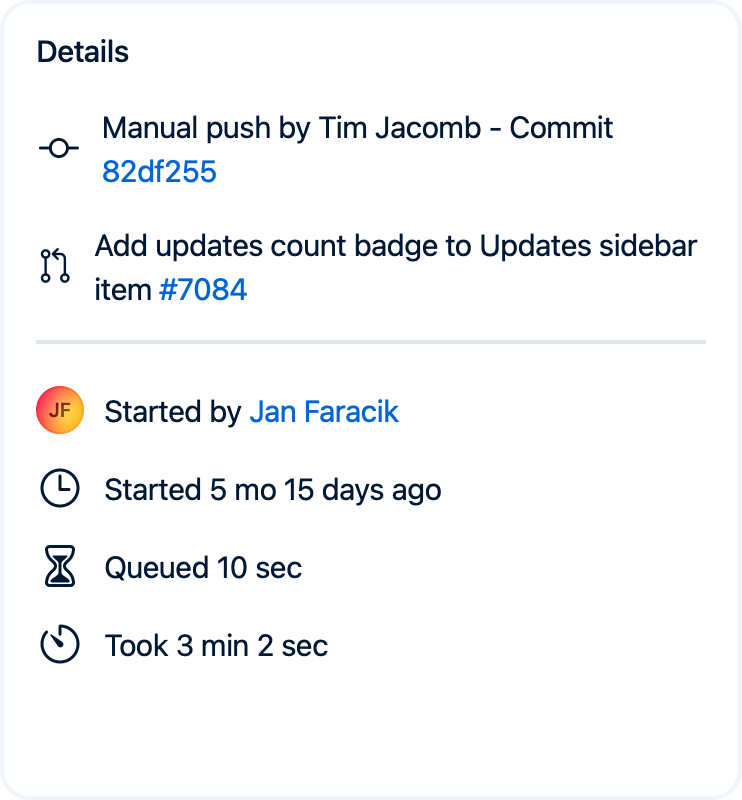 Details
Manual push by Tim Jacomb - Commit
82df255
Add updates count badge to Updates sidebar
item #7084
JF Started by Jan Faracik
Started 5 mo 15 days ago
Queued 10 sec
Took 3 min 2 sec